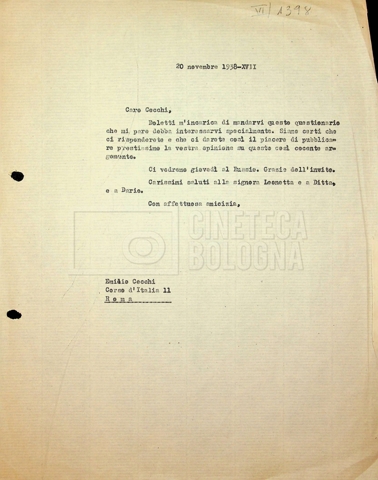 VI/1398
20 novembre 1938-XVII
Caro Cecchi,
Doletti m'incarica di mandarvi questo questionario
che mi pare debba interessarvi specialmente. Siamo certi che
ci risponderete e che ci darete così il piacere di pubblica-
re prestissimo la vostra opinione su questo così cocente ar-
gomento.
Ci vedremo giovedì al Russie. Grazie dell'invito.
Carissimi saluti alla signora Leonetta e a Ditta,
e a Dario.
Con affettuosa amicizia,
CINETECA
BOLOGNA
Emilio Cecchi
Corso d'Italia 11
Roma